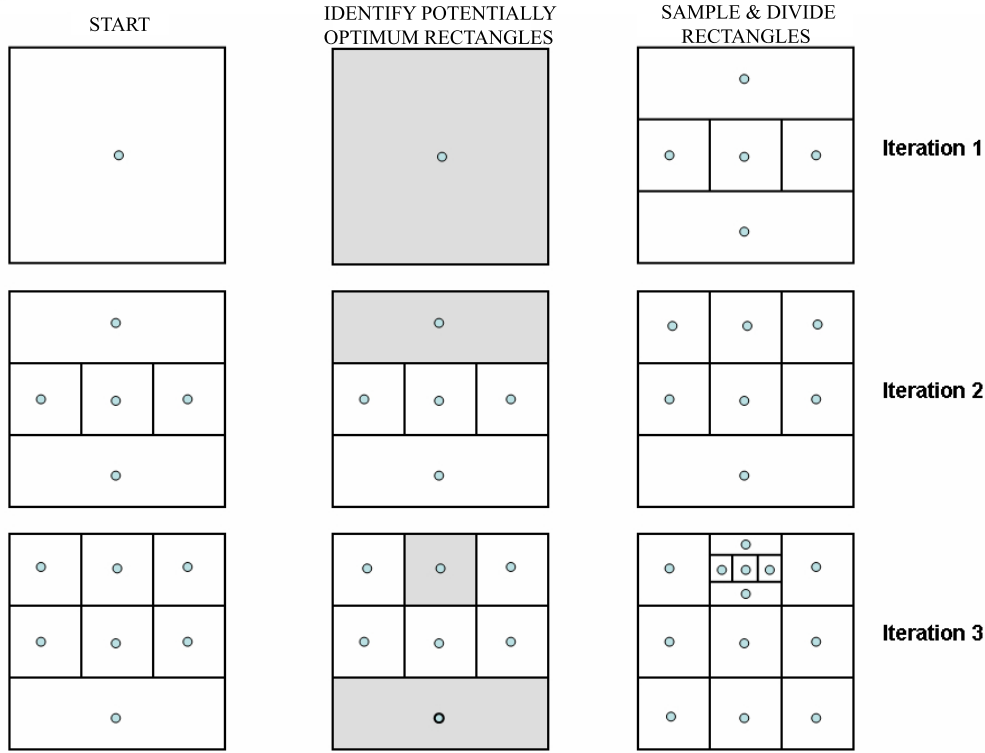 START
IDENTIFY POTENTIALLY
OPTIMUM RECTANGLES
SAMPLE & DIVIDE
RECTANGLES
Iteration 1
Iteration 2
Iteration 3